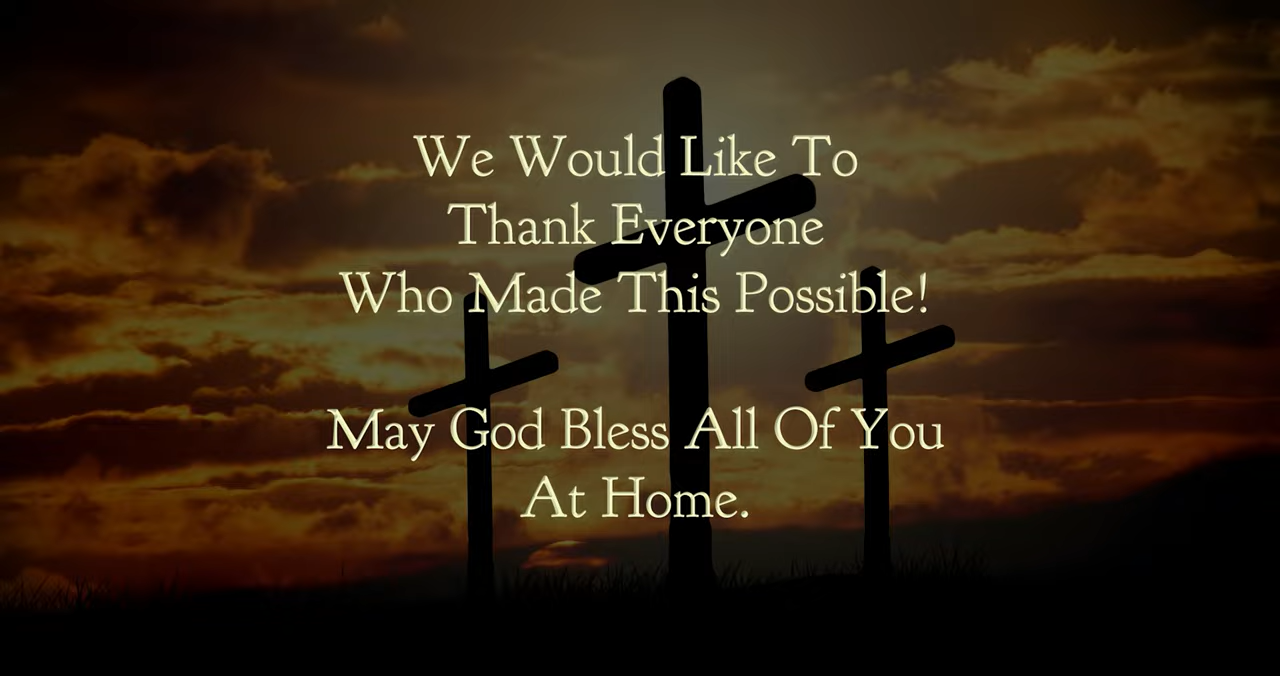 We Would Like To
Thank Everyone
Who Made This Possible!
May God Bless All Of You
At Home.